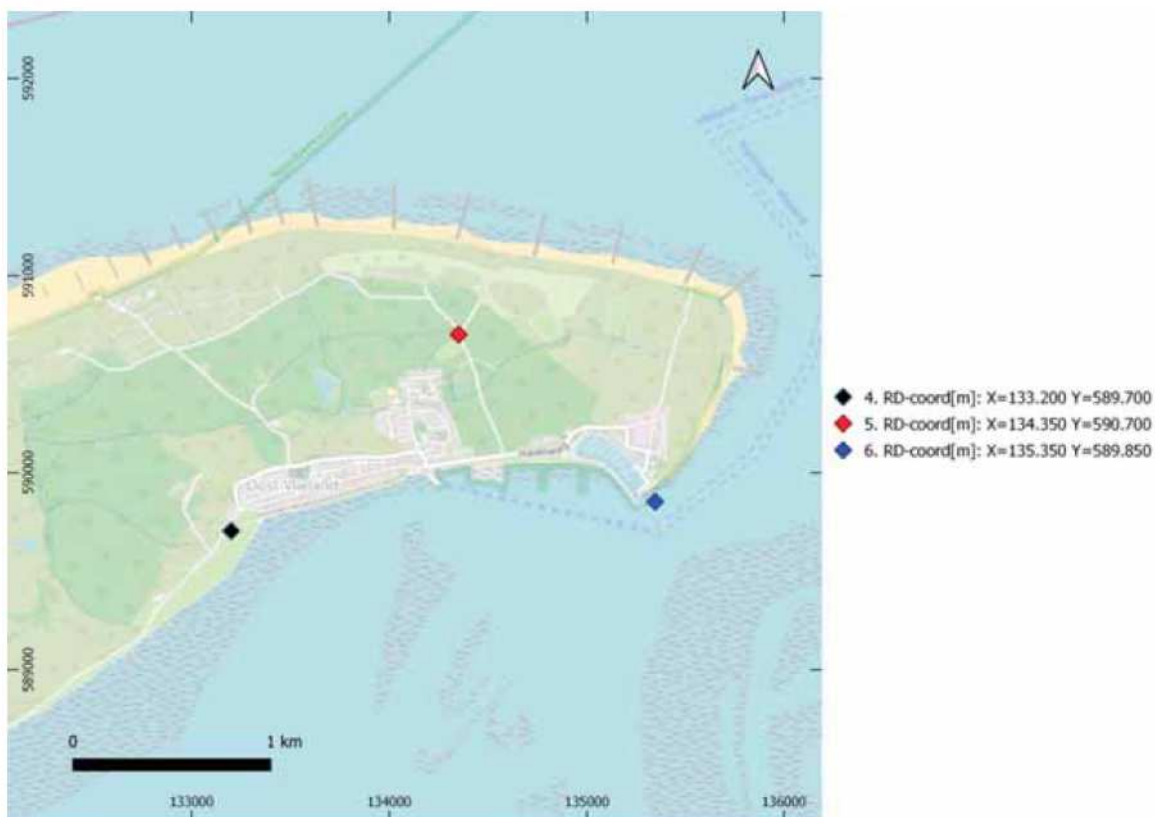 592000
591000
590000
589000
Oost-Vlieland
Havenweg
0 1 km
133000 134000 135000 136000
4. RD-coord[m]: X=133.200 Y=589.700
5. RD-coord[m]: X=134.350 Y=590.700
6. RD-coord[m]: X=135.350 Y=589.850